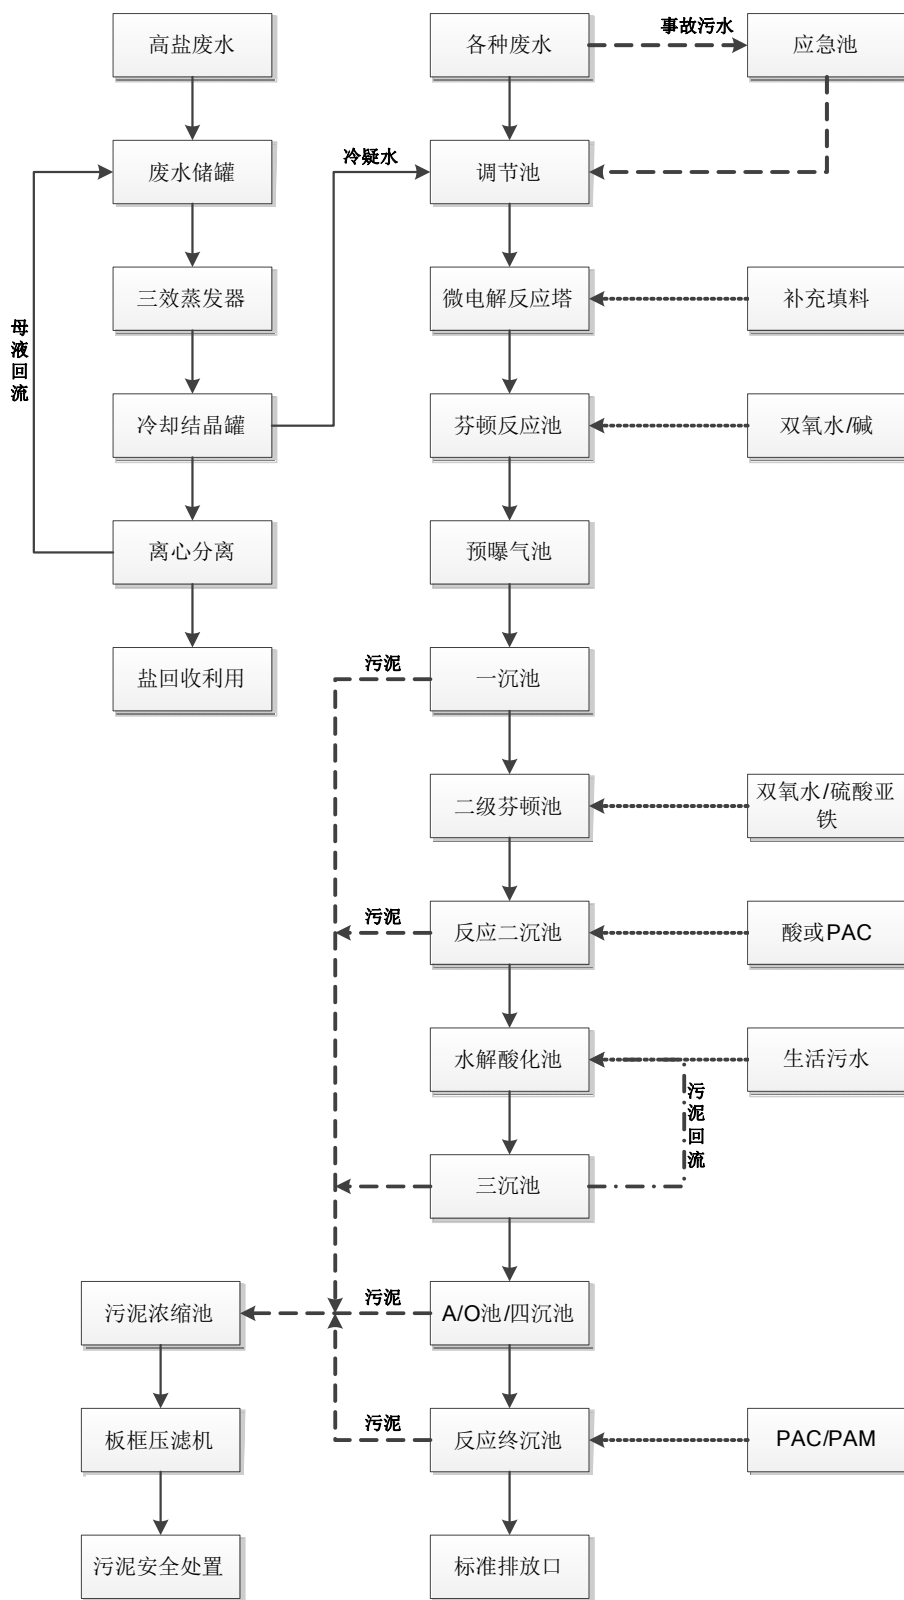 高盐废水
各种废水
事故污水
应急池
废水储罐
冷疑水
调节池
三效蒸发器
微电解反应塔
补充填料
母液回流
冷却结晶罐
芬顿反应池
双氧水/碱
离心分离
预曝气池
盐回收利用
污泥
一沉池
二级芬顿池
双氧水/硫酸亚
铁
污泥
反应二沉池
酸或PAC
水解酸化池
生活污水
污泥回流
三沉池
污泥浓缩池
污泥
A/O池/四沉池
板框压滤机
污泥
反应终沉池
PAC/PAM
污泥安全处置
标准排放口